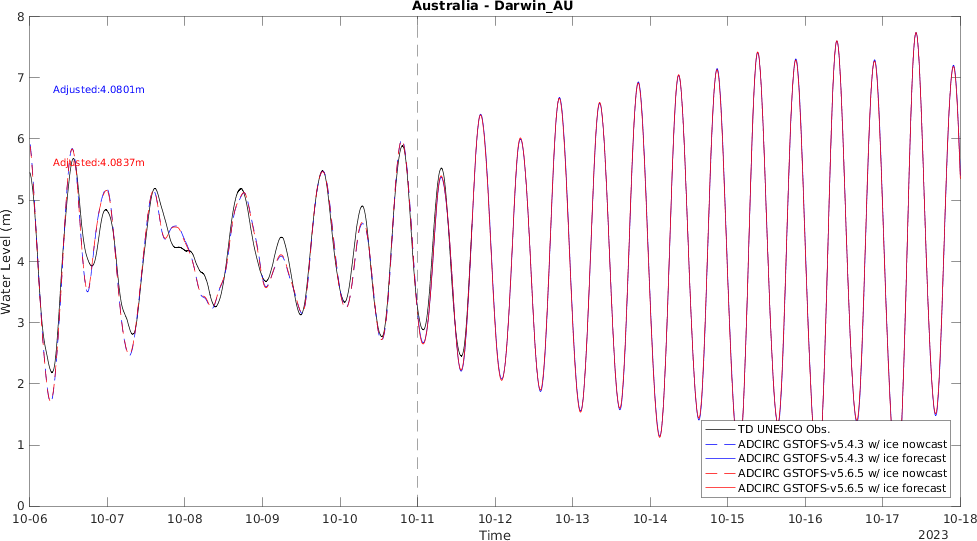 Australia - Darwin_AU
8
7
6
5
4
3
2
1
0
Water Level (m)
Adjusted:4.0801m
Adjusted:4.0837m
TD UNESCO Obs.
ADCIRC GSTOFS-v5.4.3 w/ ice nowcast
ADCIRC GSTOFS-v5.4.3 w/ ice forecast
ADCIRC GSTOFS-v5.6.5 w/ ice nowcast
ADCIRC GSTOFS-v5.6.5 w/ ice forecast
10-06 10-07 10-08 10-09 10-10 10-11 10-12 10-13 10-14 10-15 10-16 10-17 10-18
Time
2023